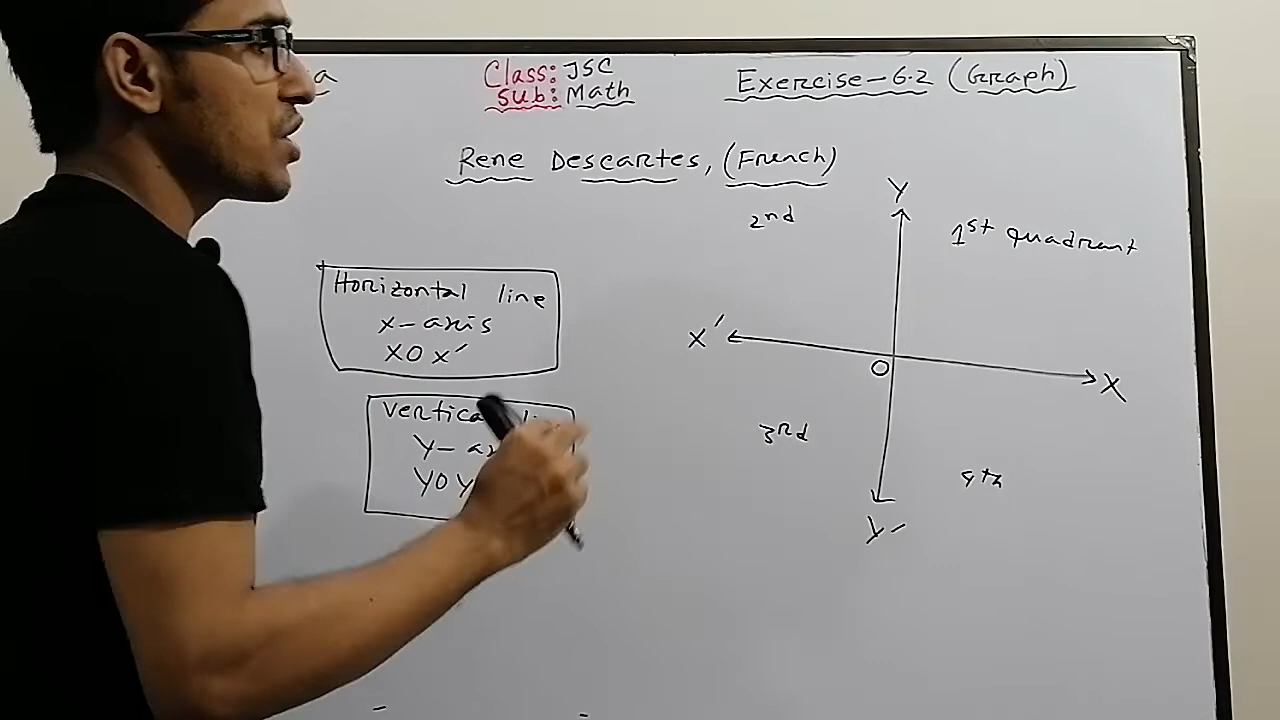 Class: JSC
Sub: Math
Exercise-6.2 (Graph)
Rene Descartes, (French)
Y
2nd
1st quadrant
Horizontal line
x-axis
XOX′
X′
O
X
Y-
YOY
3rd
4th
Y′